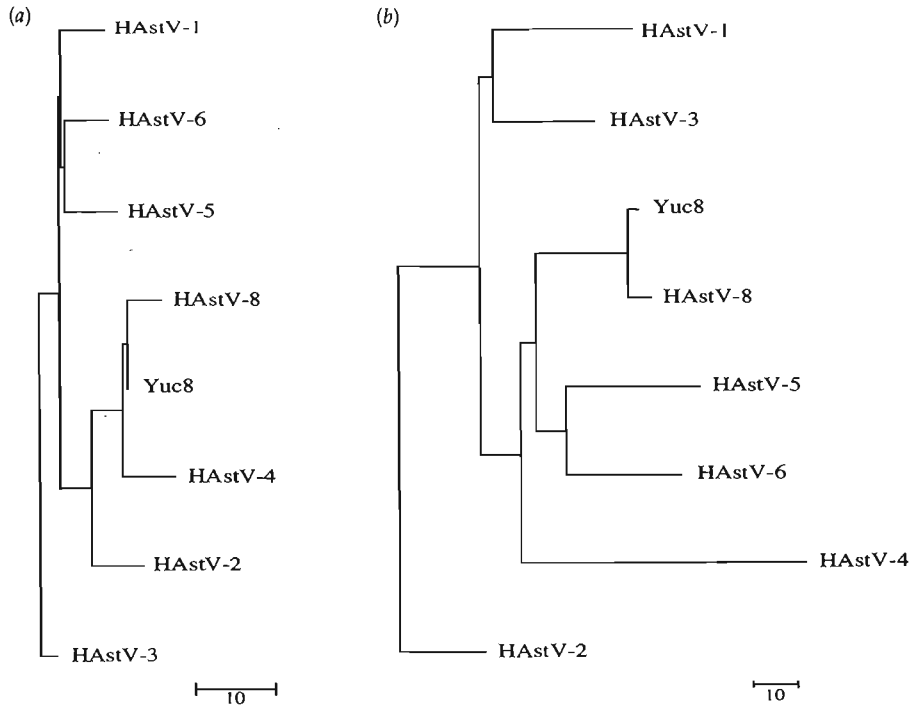 (a)
HAstV-1
HAstV-6
HAstV-5
HAstV-8
Yuc8
HAstV-4
HAstV-2
HAstV-3
10
(b)
HAstV-1
HAstV-3
Yuc8
HAstV-8
HAstV-5
HAstV-6
HAstV-4
HAstV-2
10